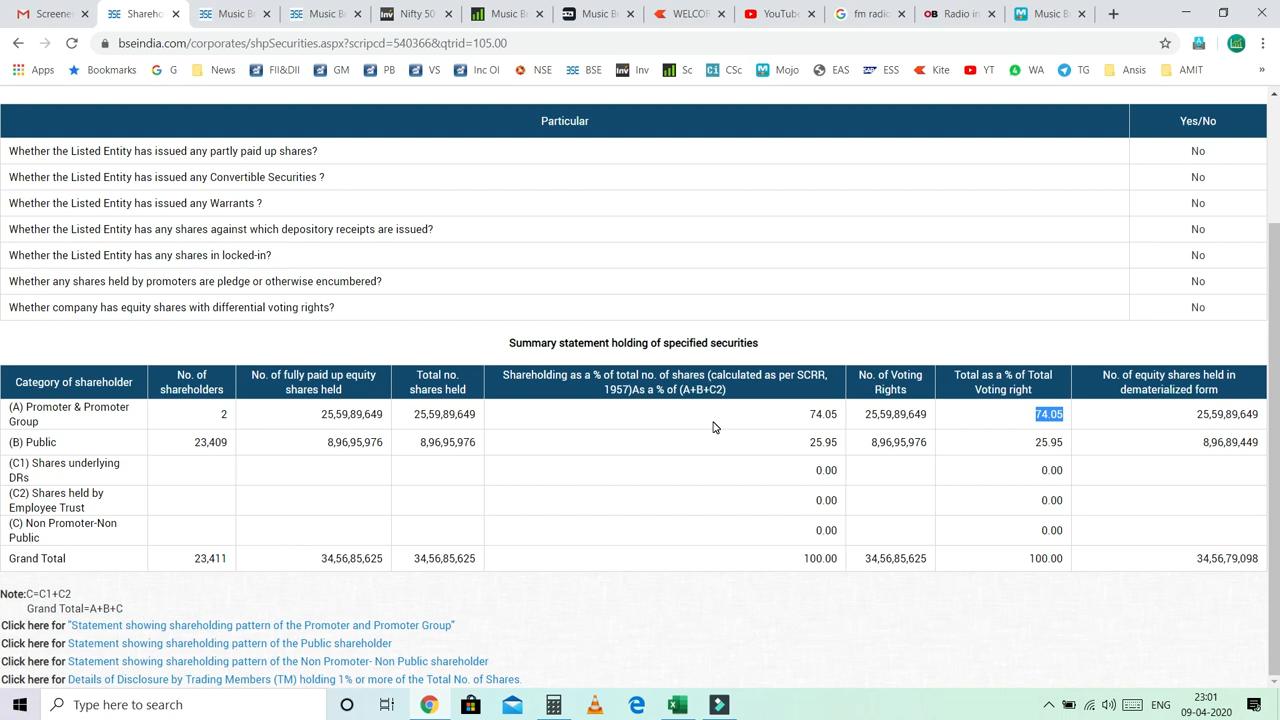 Screene
Shareho
Music B
Music B
Nifty 50
Music B
Music B
WELCOM
YouTube
fm radic
Radio in
Music B
bseindia.com/corporates/shpSecurities.aspx?scripcd=540366&qtrid=105.00
Apps
Bookmarks
G
News
FII&DII
GM
PB
VS
Inc OI
NSE
BSE
Inv
Sc
CSc
Mojo
EAS
ESS
Kite
YT
WA
TG
Ansis
AMIT
»
Particular
Yes/No
Whether the Listed Entity has issued any partly paid up shares?
No
Whether the Listed Entity has issued any Convertible Securities ?
No
Whether the Listed Entity has issued any Warrants ?
No
Whether the Listed Entity has any shares against which depository receipts are issued?
No
Whether the Listed Entity has any shares in locked-in?
No
Whether any shares held by promoters are pledge or otherwise encumbered?
No
Whether company has equity shares with differential voting rights?
No
Summary statement holding of specified securities
Category of shareholder
No. of
shareholders
No. of fully paid up equity
shares held
Total no.
shares held
Shareholding as a % of total no. of shares (calculated as per SCRR,
1957)As a % of (A+B+C2)
No. of Voting
Rights
Total as a % of Total
Voting right
No. of equity shares held in
dematerialized form
(A) Promoter & Promoter
Group
2
25,59,89,649
25,59,89,649
74.05
25,59,89,649
74.05
25,59,89,649
(B) Public
23,409
8,96,95,976
8,96,95,976
25.95
8,96,95,976
25.95
8,96,89,449
(C1) Shares underlying
DRs
0.00
0.00
(C2) Shares held by
Employee Trust
0.00
0.00
(C) Non Promoter-Non
Public
0.00
0.00
Grand Total
23,411
34,56,85,625
34,56,85,625
100.00
34,56,85,625
100.00
34,56,79,098
Note:C=C1+C2
Grand Total=A+B+C
Click here for "Statement showing shareholding pattern of the Promoter and Promoter Group"
Click here for Statement showing shareholding pattern of the Public shareholder
Click here for Statement showing shareholding pattern of the Non Promoter- Non Public shareholder
Click here for Details of Disclosure by Trading Members (TM) holding 1% or more of the Total No. of Shares.
Type here to search
ENG
23:01
09-04-2020